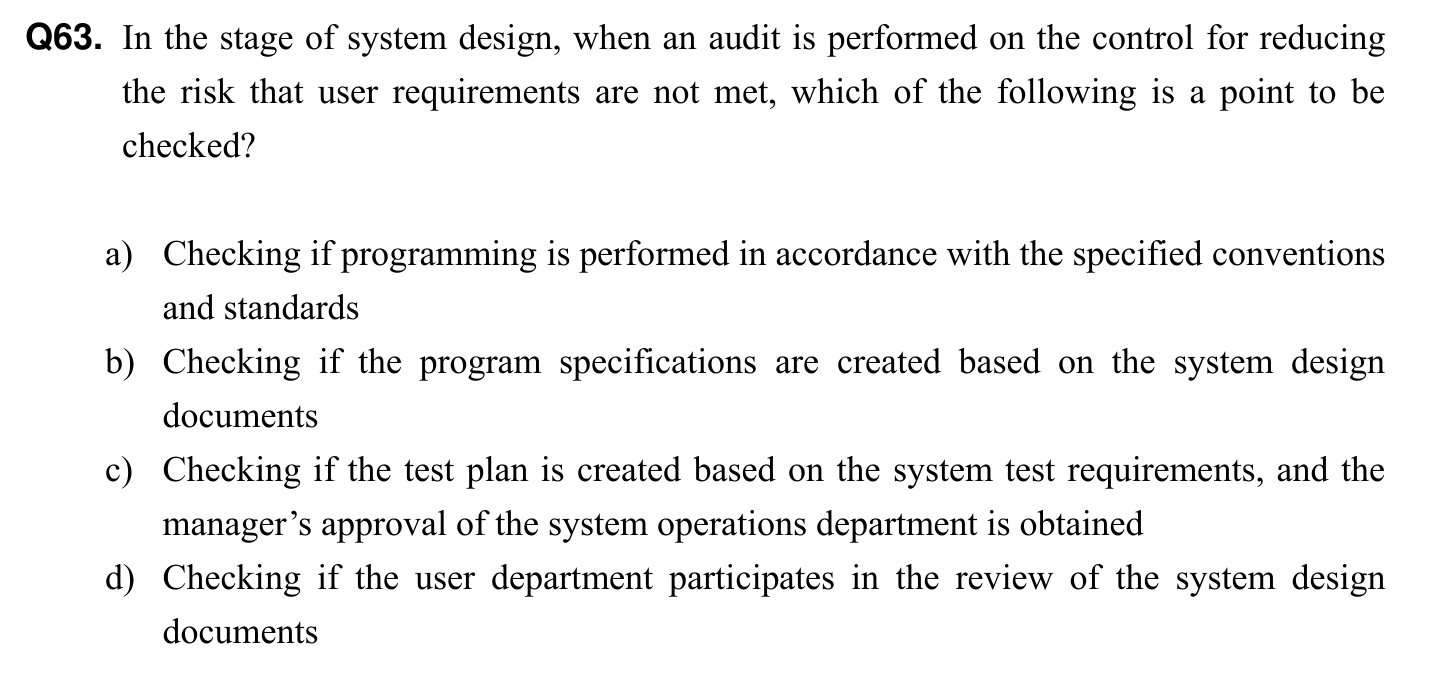 Q63. In the stage of system design, when an audit is performed on the control for reducing
the risk that user requirements are not met, which of the following is a point to be
checked?
a) Checking if programming is performed in accordance with the specified conventions
and standards
b) Checking if the program specifications are created based on the system design
documents
c) Checking if the test plan is created based on the system test requirements, and the
manager’s approval of the system operations department is obtained
d) Checking if the user department participates in the review of the system design
documents